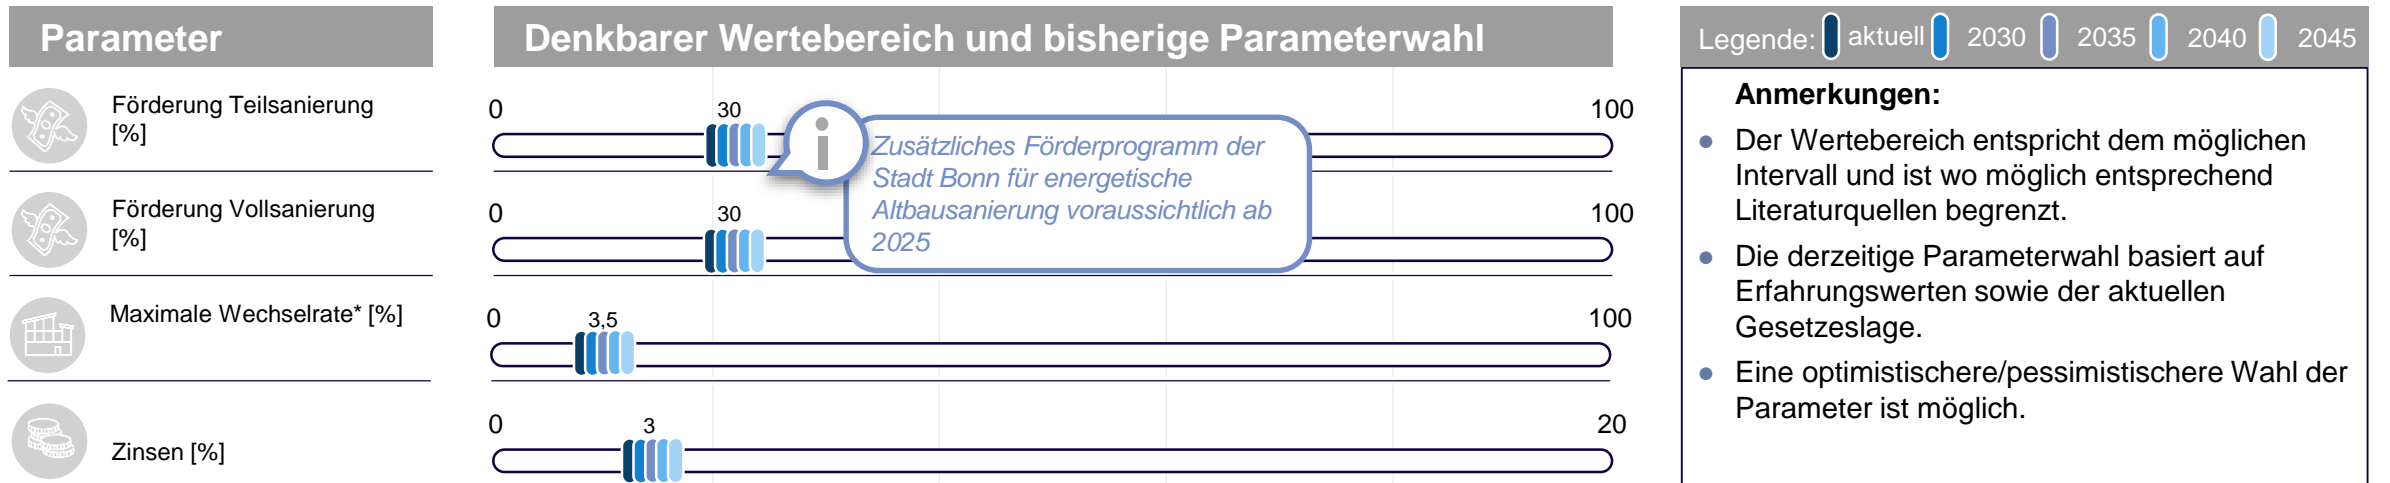 Parameter
Denkbarer Wertebereich und bisherige Parameterwahl
Legende: aktuell 2030 2035 2040 2045
Förderung Teilsanierung
[%]
0
30
100
Förderung Vollsanierung
[%]
0
30
100
i
Zusätzliches Förderprogramm der
Stadt Bonn für energetische
Altbausanierung voraussichtlich ab
2025
Maximale Wechselrate* [%]
0
3,5
100
Zinsen [%]
0
3
20
Anmerkungen:
● Der Wertebereich entspricht dem möglichen
Intervall und ist wo möglich entsprechend
Literaturquellen begrenzt.
● Die derzeitige Parameterwahl basiert auf
Erfahrungswerten sowie der aktuellen
Gesetzeslage.
● Eine optimistischere/pessimistischere Wahl der
Parameter ist möglich.